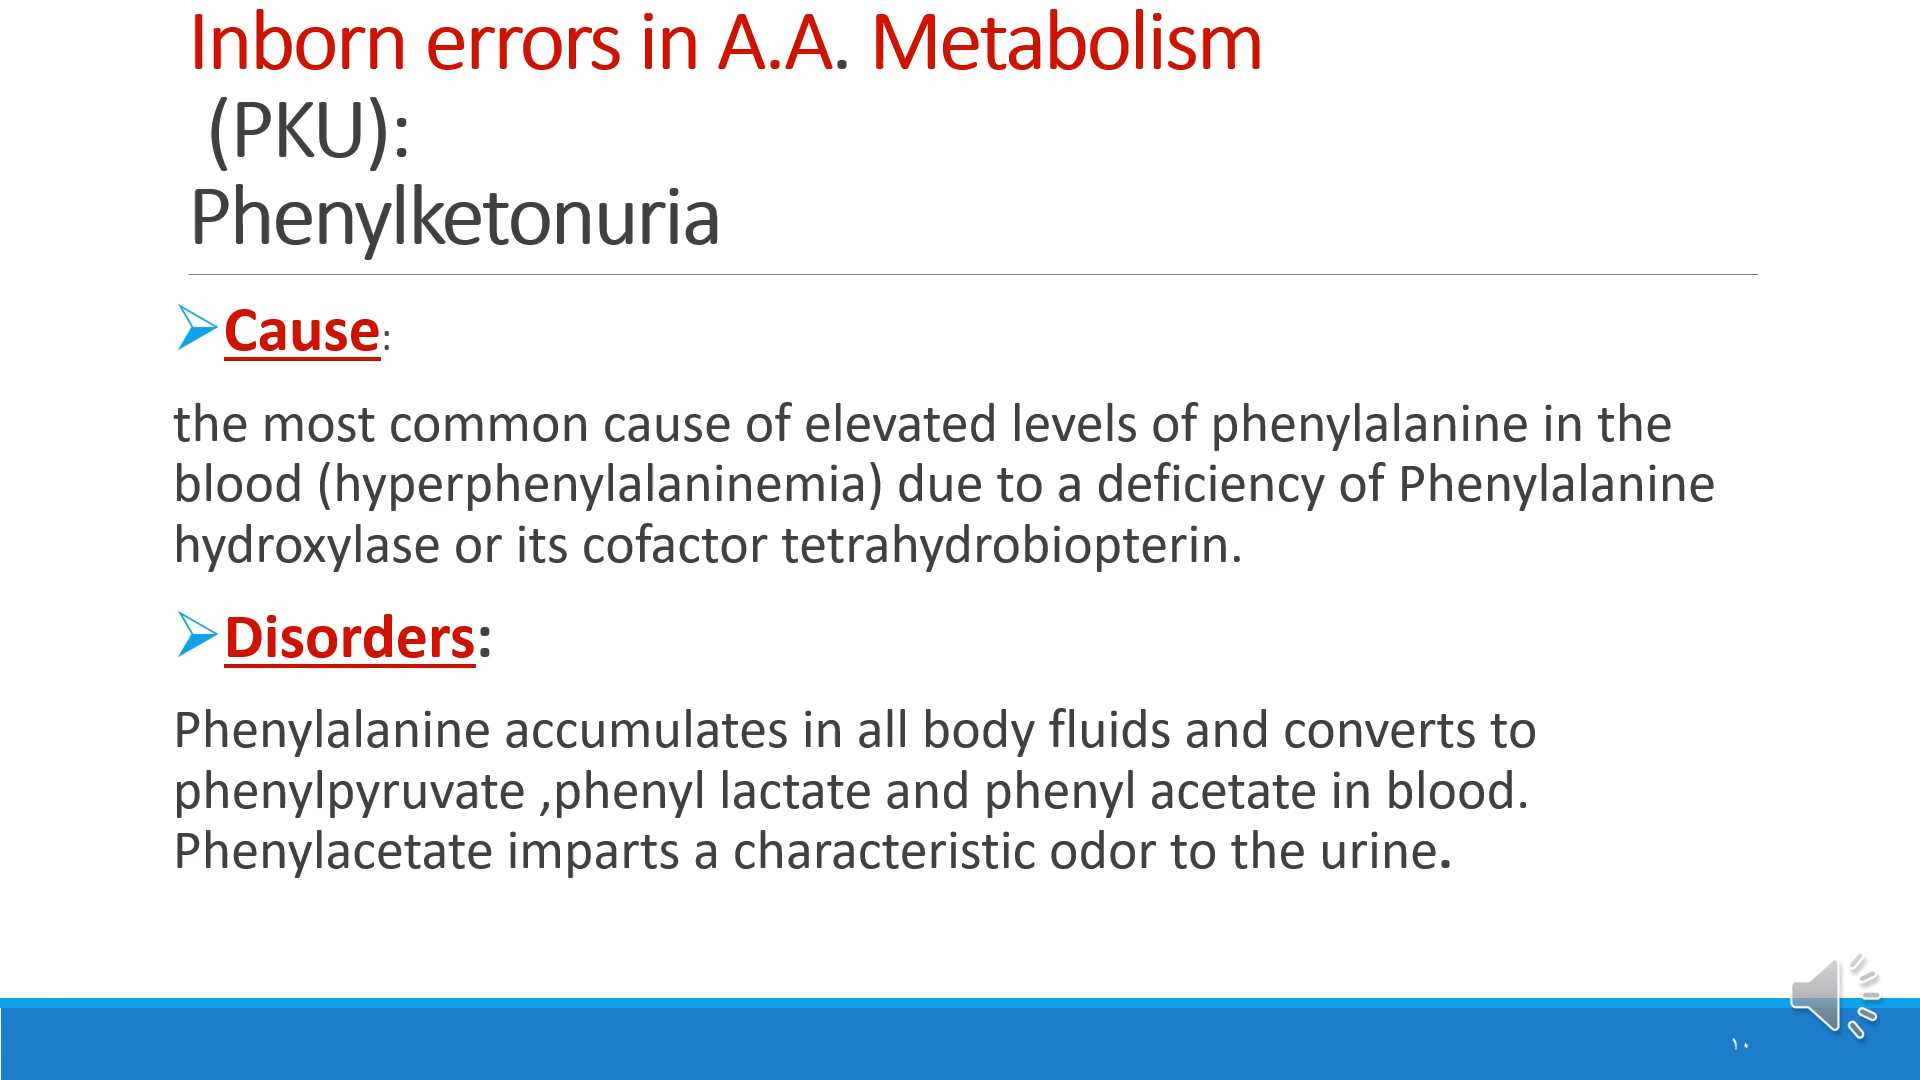 Inborn errors in A.A. Metabolism
(PKU):
Phenylketonuria
Cause:
the most common cause of elevated levels of phenylalanine in the
blood (hyperphenylalaninemia) due to a deficiency of Phenylalanine
hydroxylase or its cofactor tetrahydrobiopterin.
Disorders:
Phenylalanine accumulates in all body fluids and converts to
phenylpyruvate ,phenyl lactate and phenyl acetate in blood.
Phenylacetate imparts a characteristic odor to the urine.
١٠